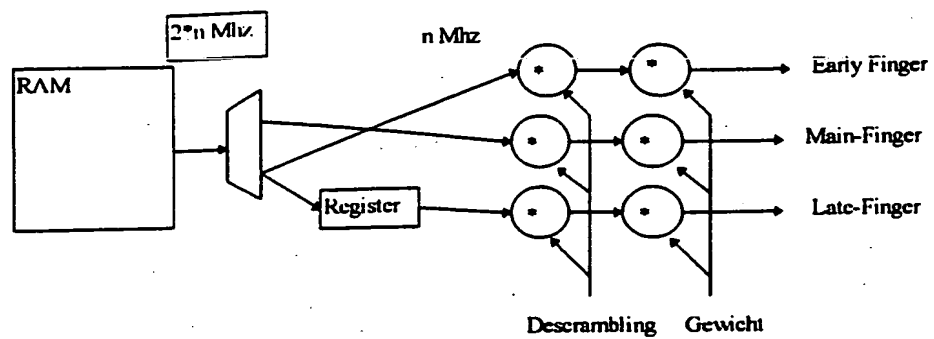 2*n Mhz
n Mhz
RAM
* * Early Finger
* * Main-Finger
Register * * Late-Finger
Descrambling Gewicht